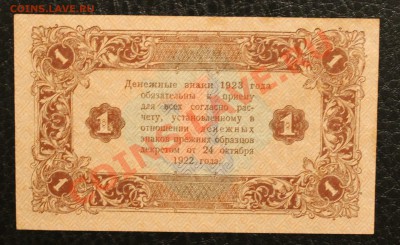 COINS.LAVE.RU
1 1
Денежные знаки 1923 года
обязательны к приему
для всех согласно рас-
чету, установленному в
1 отношении денежных 1
знаков прежних образцов
декретом от 24 октября
1922 года.
1 1